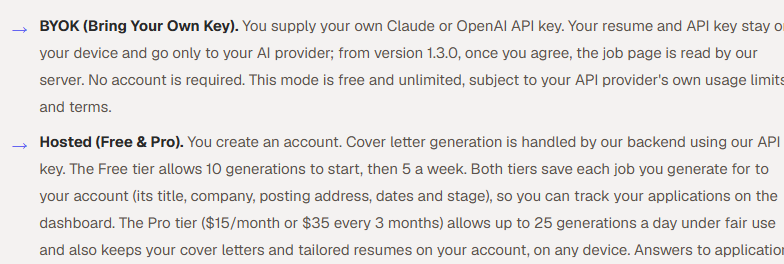 → BYOK (Bring Your Own Key). You supply your own Claude or OpenAI API key. Your resume and API key stay
your device and go only to your AI provider; from version 1.3.0, once you agree, the job page is read by our
server. No account is required. This mode is free and unlimited, subject to your API provider's own usage limits
and terms.
→ Hosted (Free & Pro). You create an account. Cover letter generation is handled by our backend using our API
key. The Free tier allows 10 generations to start, then 5 a week. Both tiers save each job you generate for to
your account (its title, company, posting address, dates and stage), so you can track your applications on the
dashboard. The Pro tier ($15/month or $35 every 3 months) allows up to 25 generations a day under fair use
and also keeps your cover letters and tailored resumes on your account, on any device. Answers to